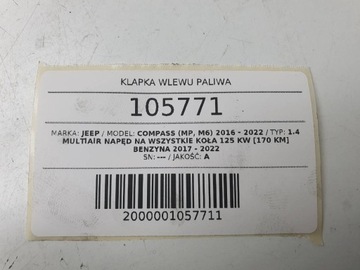 KLAPKA WLEWU PALIWA
105771
MARKA: JEEP / MODEL: COMPASS (MP, M6) 2016 - 2022 / TYP: 1.4
MULTIAIR NAPĘD NA WSZYSTKIE KOŁA 125 KW [170 KM]
BENZYNA 2017 - 2022
SN: --- / JAKOŚĆ: A
2000001057711